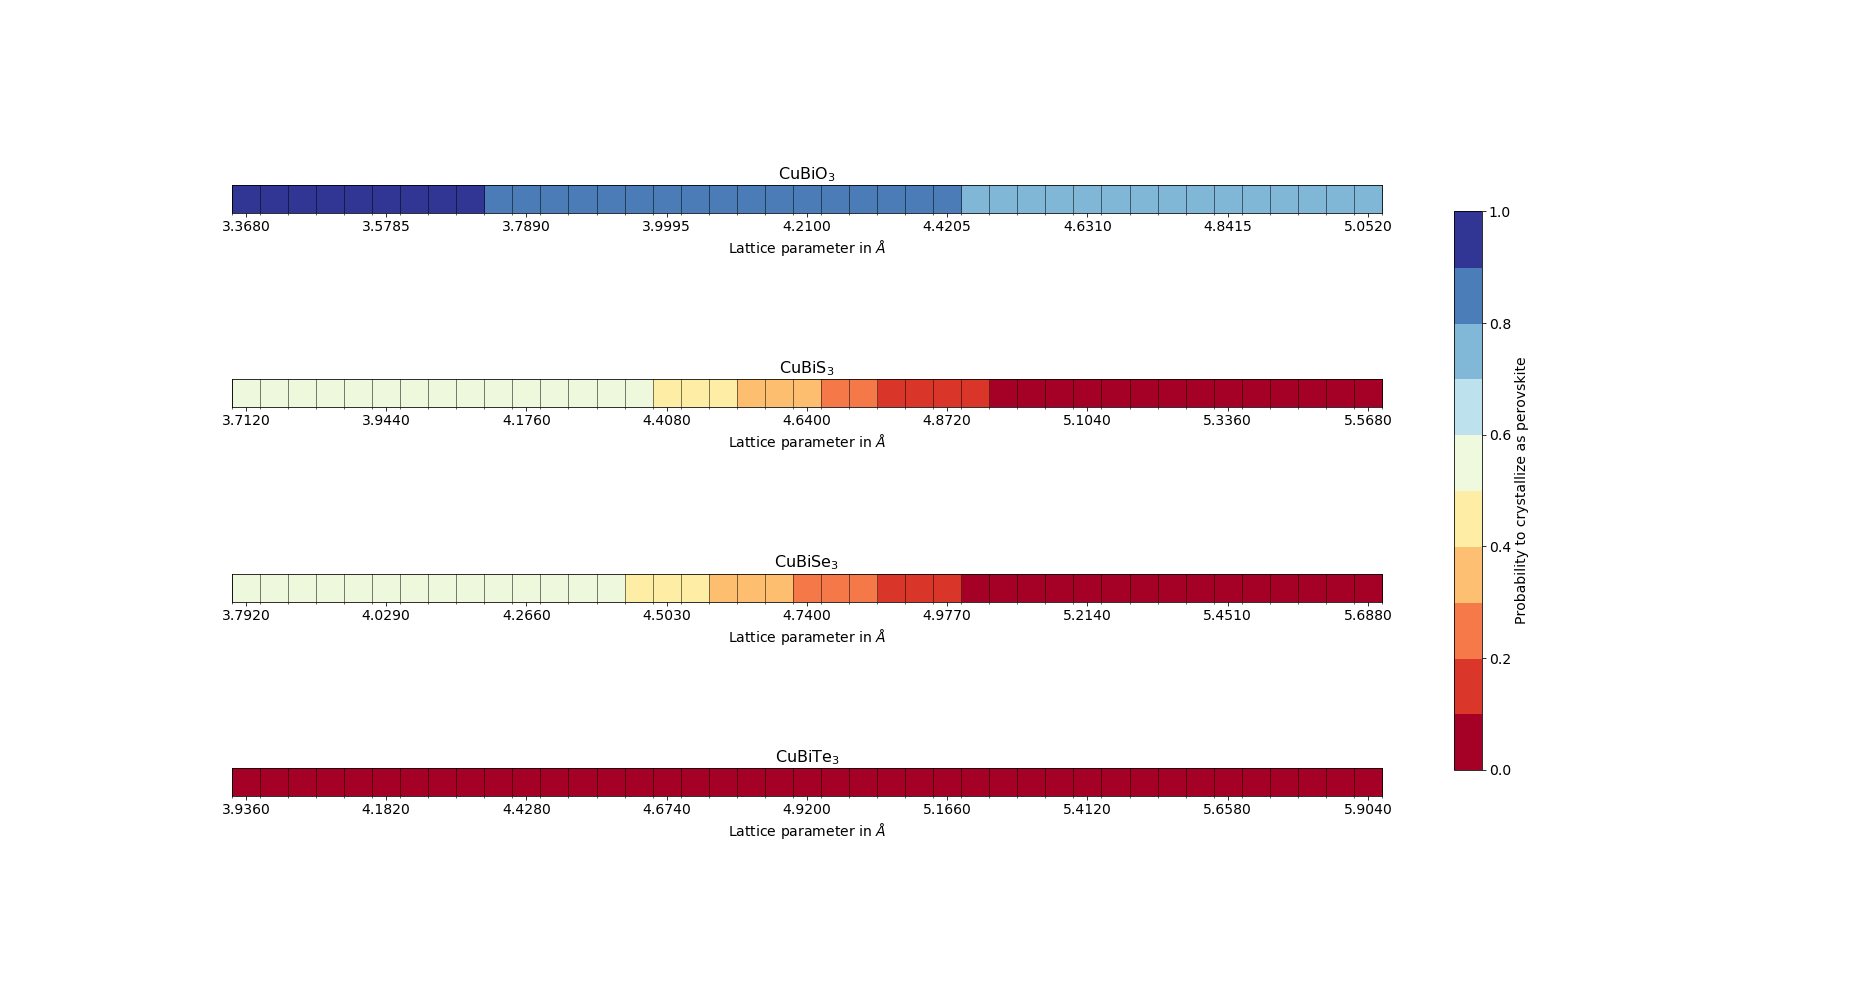 CuBiO₃
3.3680 3.5785 3.7890 3.9995 4.2100 4.4205 4.6310 4.8415 5.0520
Lattice parameter in Å
CuBiS₃
3.7120 3.9440 4.1760 4.4080 4.6400 4.8720 5.1040 5.3360 5.5680
Lattice parameter in Å
CuBiSe₃
3.7920 4.0290 4.2660 4.5030 4.7400 4.9770 5.2140 5.4510 5.6880
Lattice parameter in Å
CuBiTe₃
3.9360 4.1820 4.4280 4.6740 4.9200 5.1660 5.4120 5.6580 5.9040
Lattice parameter in Å
1.0
0.8
0.6
0.4
0.2
0.0
Probability to crystallize as perovskite